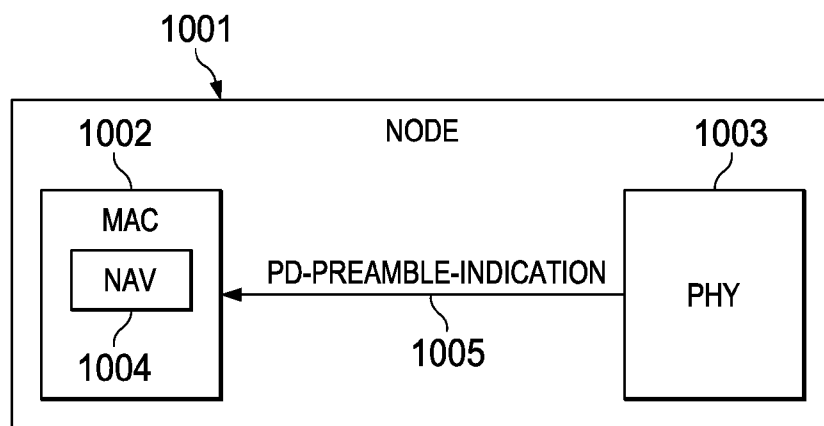 1001
1002
NODE
1003
MAC
NAV
PD-PREAMBLE-INDICATION
PHY
1004
1005